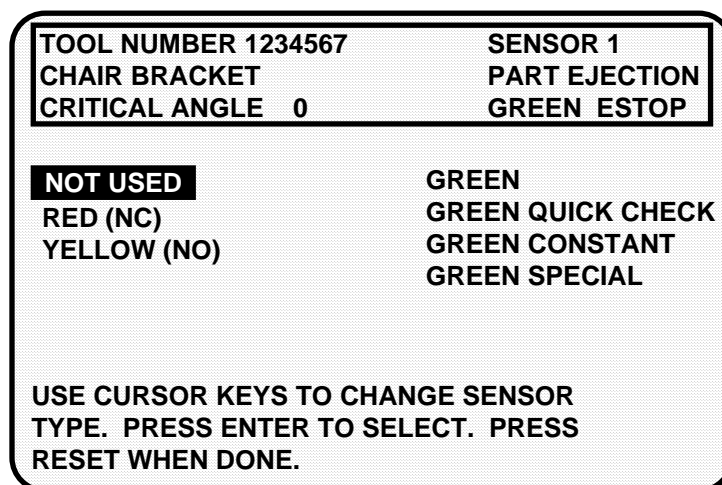 TOOL NUMBER 1234567 SENSOR 1
CHAIR BRACKET PART EJECTION
CRITICAL ANGLE 0 GREEN ESTOP
NOT USED GREEN
RED (NC) GREEN QUICK CHECK
YELLOW (NO) GREEN CONSTANT
GREEN SPECIAL
USE CURSOR KEYS TO CHANGE SENSOR
TYPE. PRESS ENTER TO SELECT. PRESS
RESET WHEN DONE.